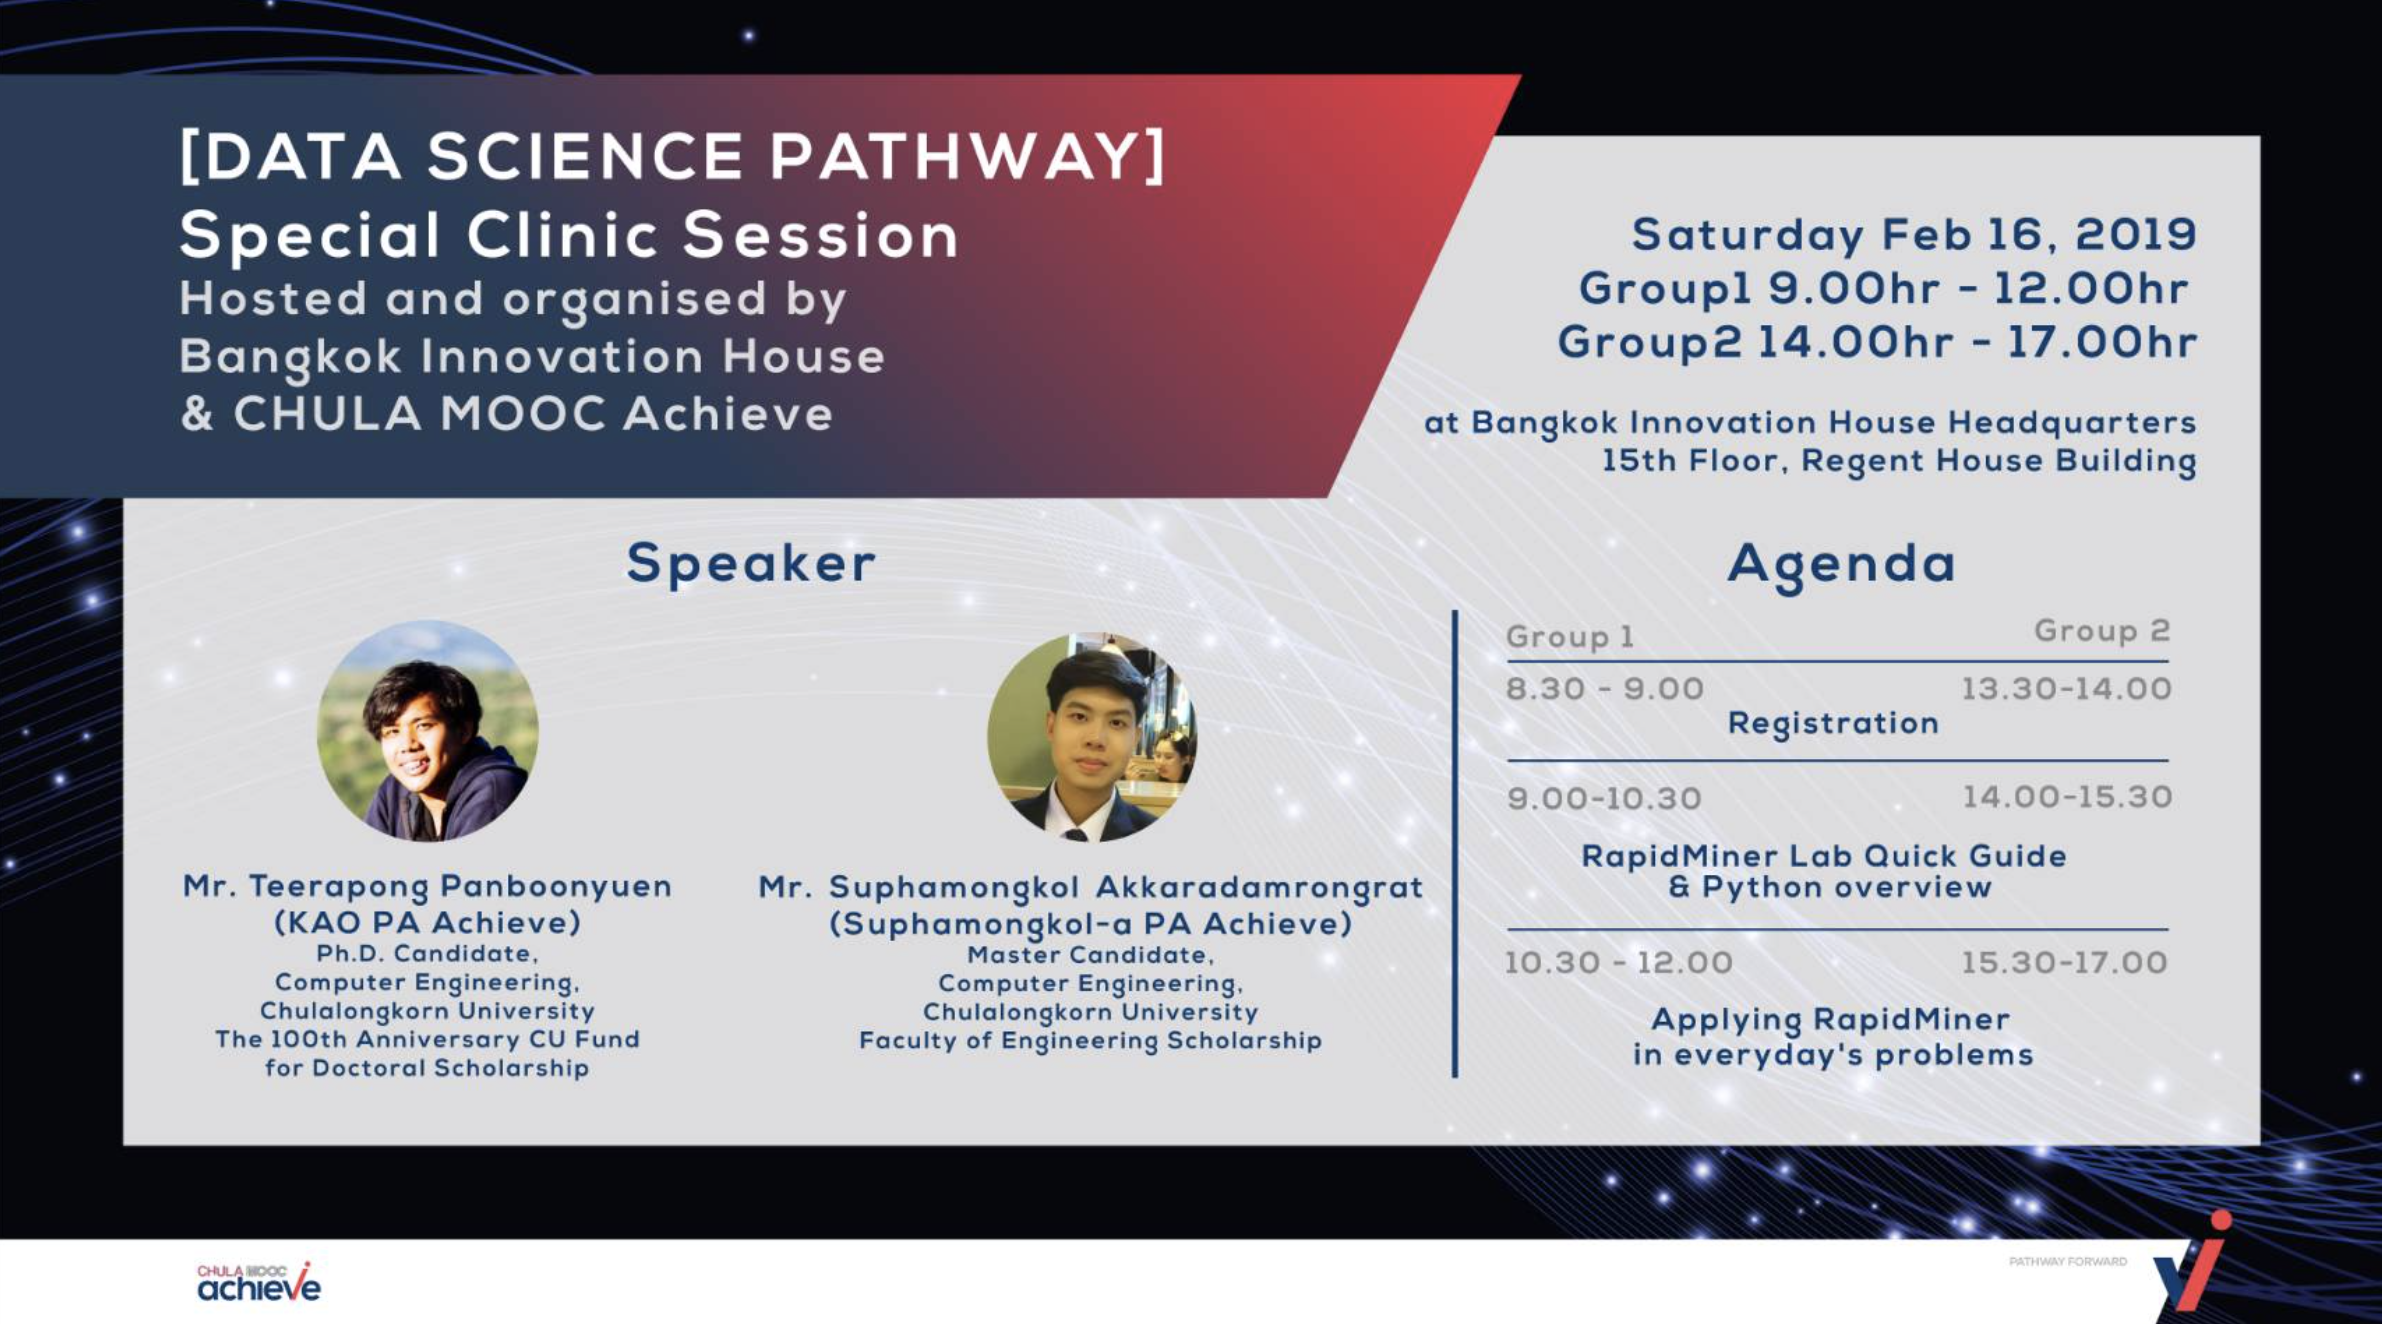 [DATA SCIENCE PATHWAY]
Special Clinic Session
Hosted and organised by
Bangkok Innovation House
& CHULA MOOC Achieve
Saturday Feb 16, 2019
Group1 9.00hr - 12.00hr
Group2 14.00hr - 17.00hr
at Bangkok Innovation House Headquarters
15th Floor, Regent House Building
Speaker
Mr. Teerapong Panboonyuen
(KAO PA Achieve)
Ph.D. Candidate,
Computer Engineering,
Chulalongkorn University
The 100th Anniversary CU Fund
for Doctoral Scholarship
Mr. Suphamongkol Akkaradamrongrat
(Suphamongkol-a PA Achieve)
Master Candidate,
Computer Engineering,
Chulalongkorn University
Faculty of Engineering Scholarship
Agenda
Group 1 Group 2
8.30 - 9.00 13.30-14.00
Registration
9.00-10.30 14.00-15.30
RapidMiner Lab Quick Guide
& Python overview
10.30 - 12.00 15.30-17.00
Applying RapidMiner
in everyday's problems
CHULA MOOC
achieve
PATHWAY FORWARD